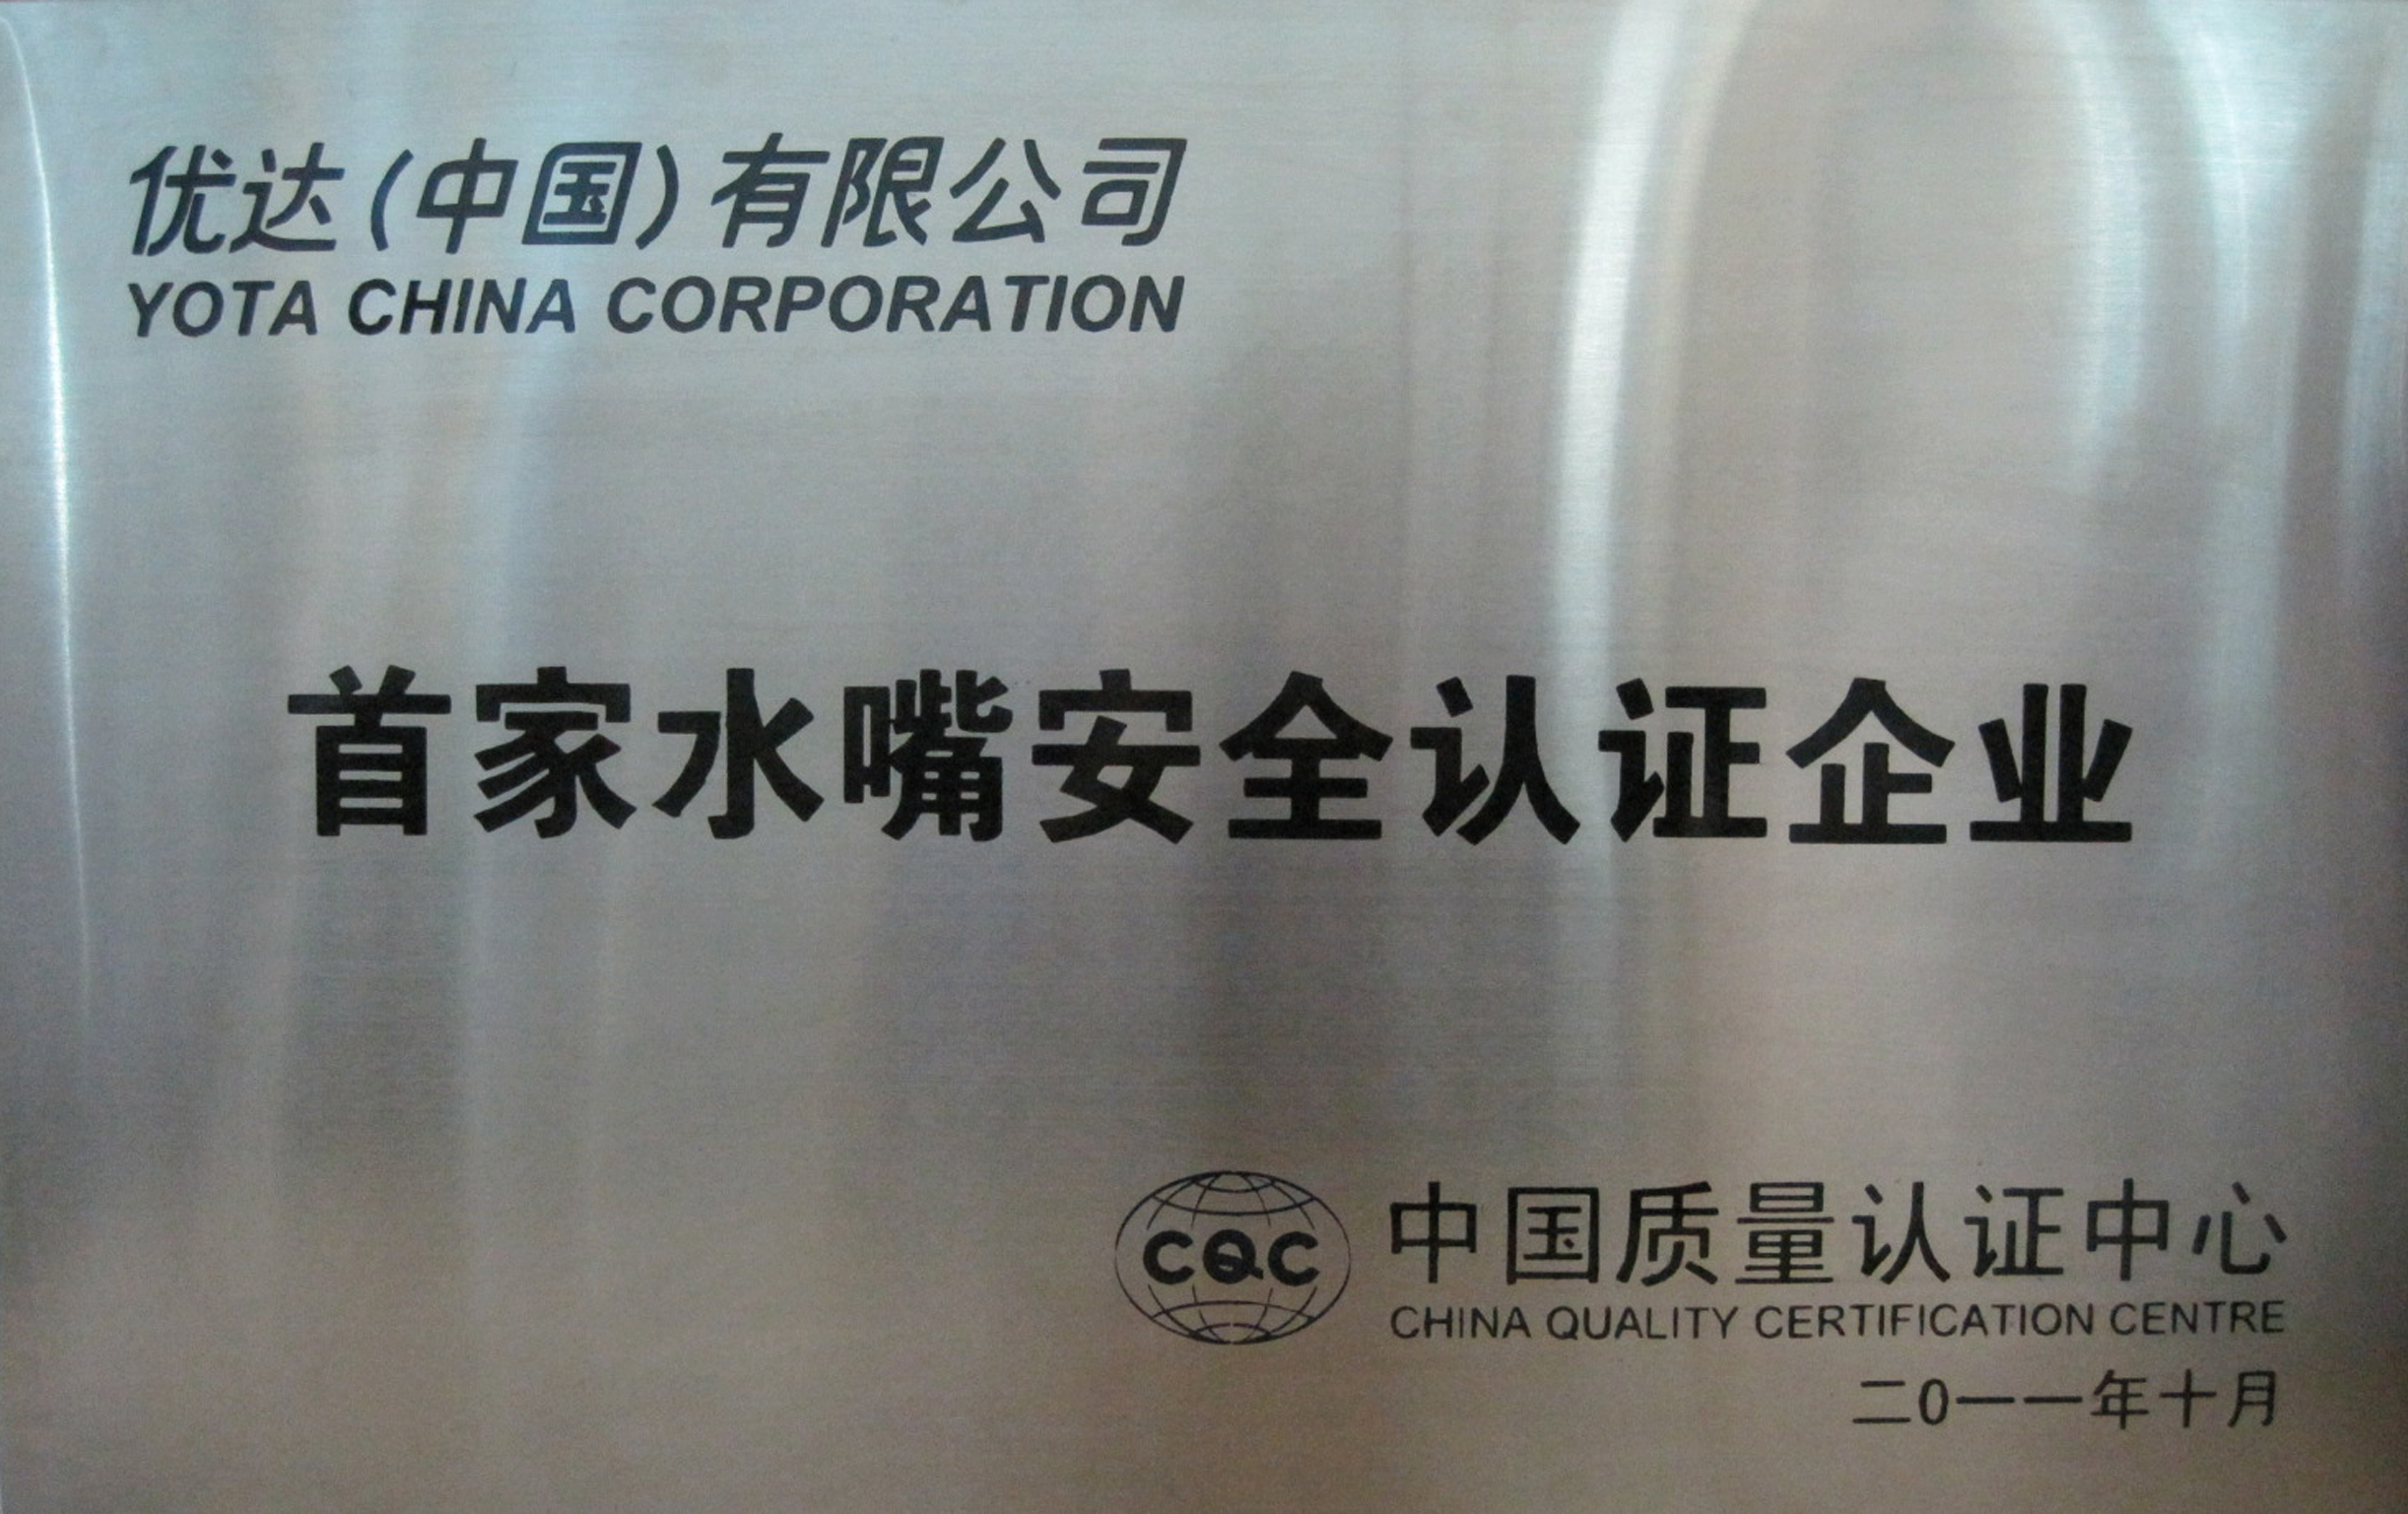 优达(中国)有限公司
YOTA CHINA CORPORATION
首家水嘴安全认证企业
CQC
中国质量认证中心
CHINA QUALITY CERTIFICATION CENTRE
二0一一年十月